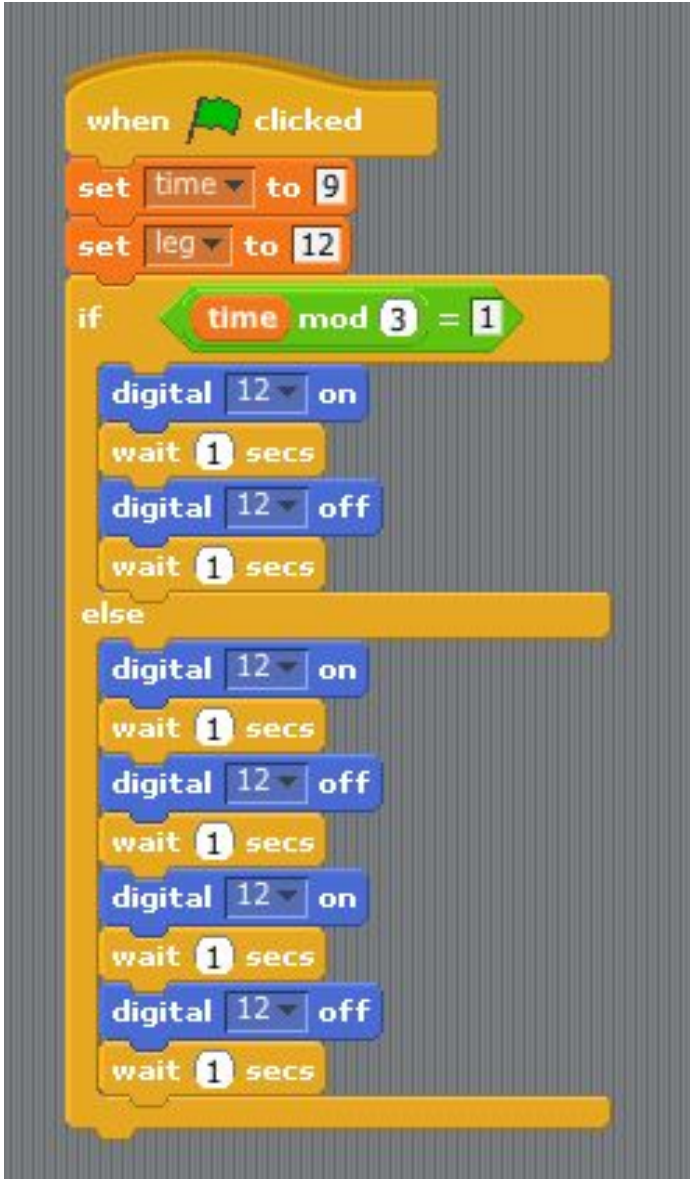 when clicked
set time to 9
set leg to 12
if time mod 3 = 1
digital 12 on
wait 1 secs
digital 12 off
wait 1 secs
else
digital 12 on
wait 1 secs
digital 12 off
wait 1 secs
digital 12 on
wait 1 secs
digital 12 off
wait 1 secs